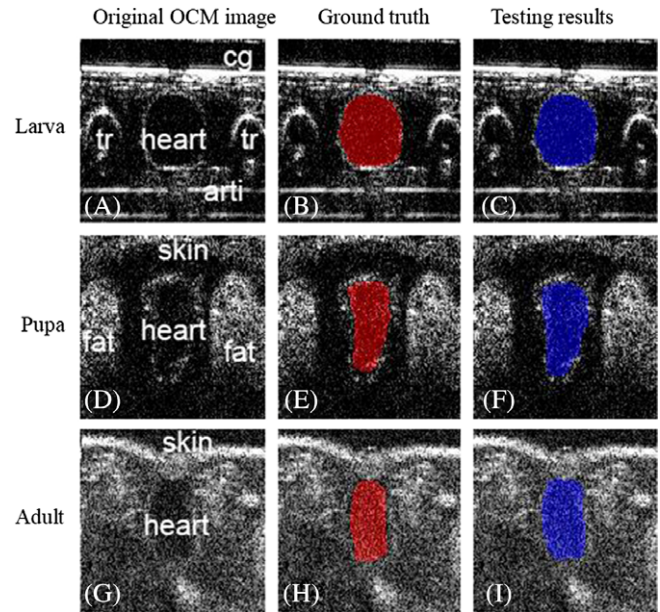 Original OCM image Ground truth Testing results
cg
Larva
tr heart tr
arti
(A) (B) (C)
skin
Pupa
heart
fat fat
(D) (E) (F)
skin
Adult
heart
(G) (H) (I)